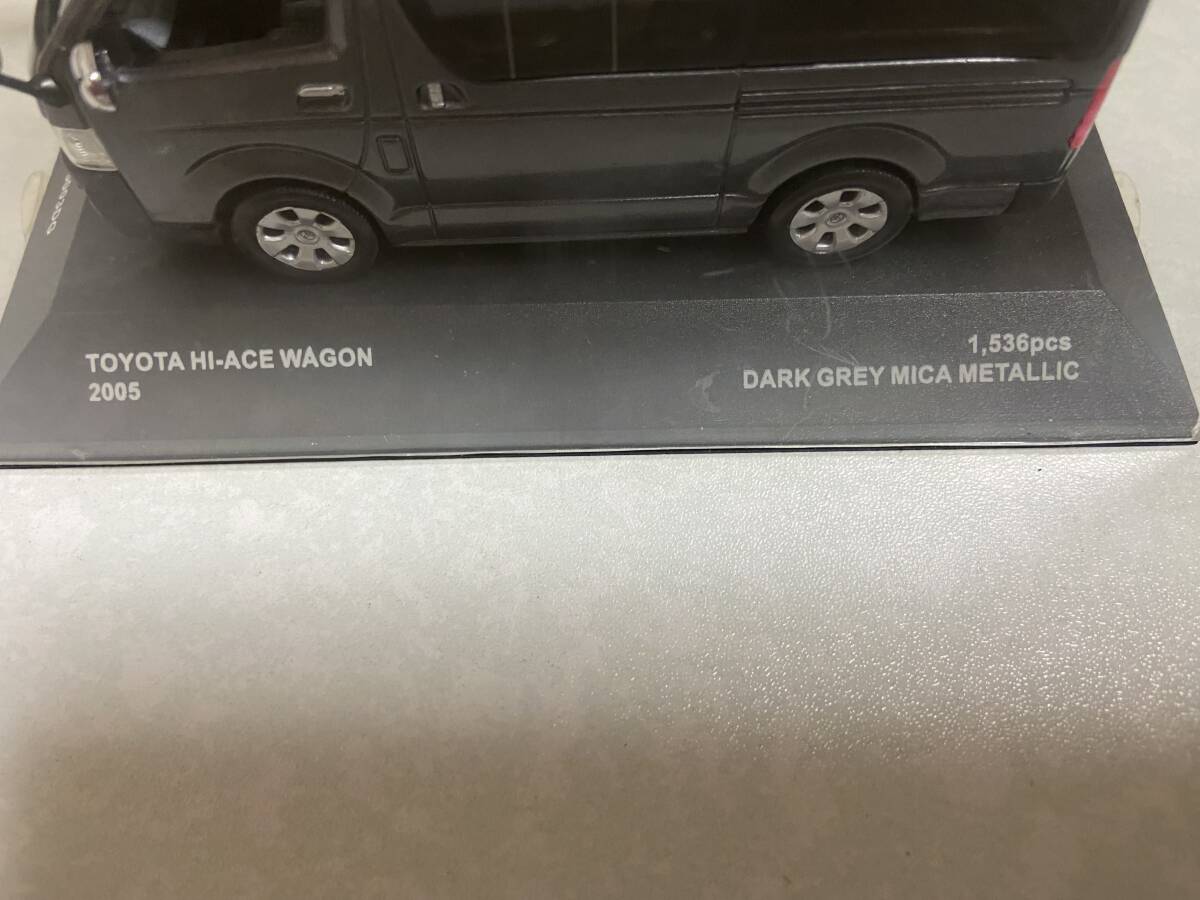 TOYOTA HI-ACE WAGON
2005
1,536pcs
DARK GREY MICA METALLIC